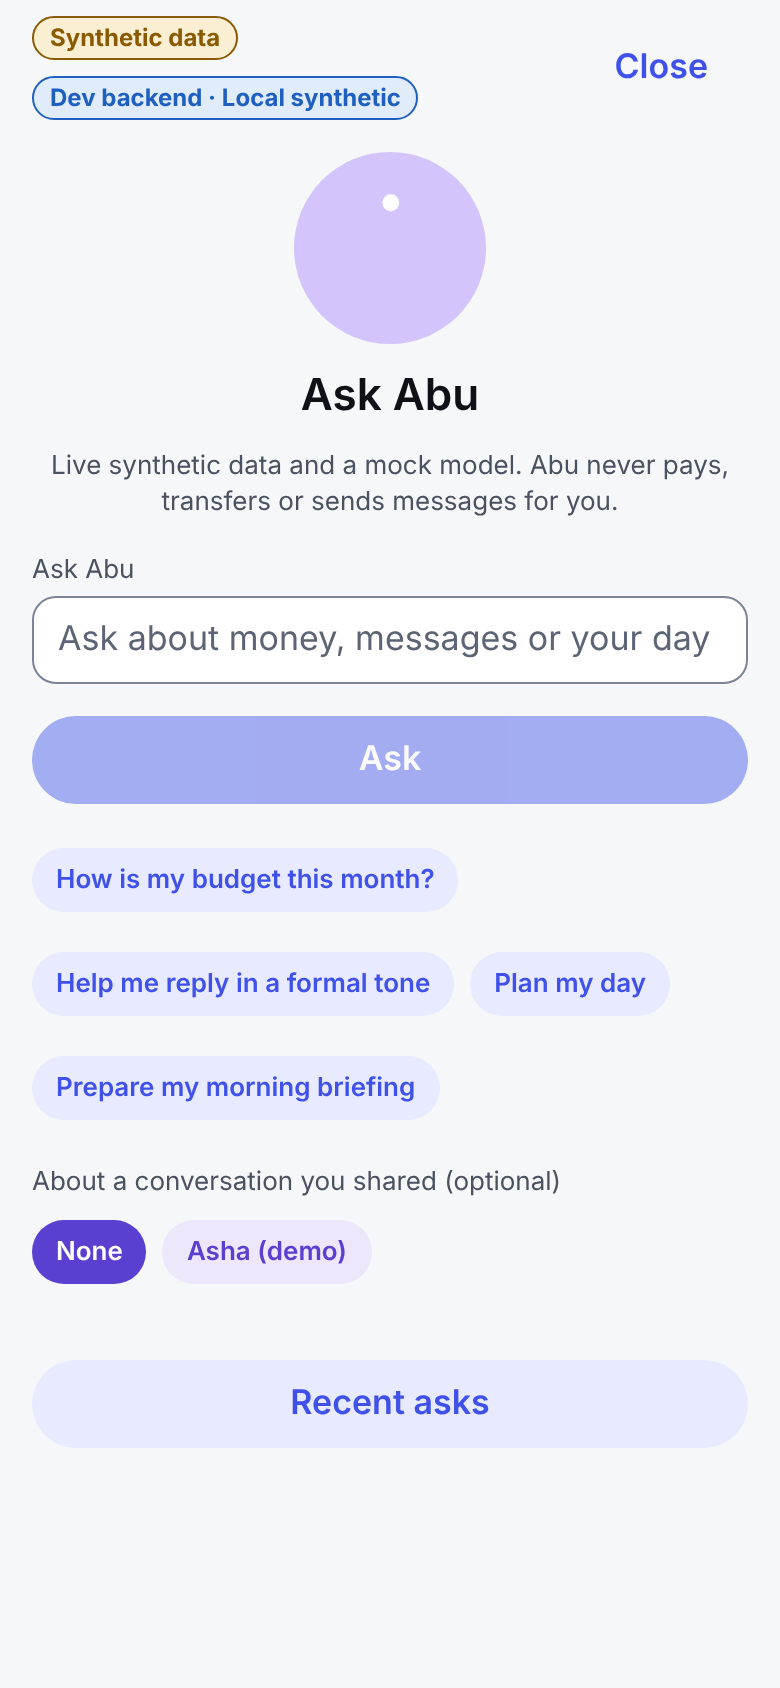 Synthetic data
Close
Dev backend · Local synthetic
Ask Abu
Live synthetic data and a mock model. Abu never pays,
transfers or sends messages for you.
Ask Abu
Ask about money, messages or your day
Ask
How is my budget this month?
Help me reply in a formal tone
Plan my day
Prepare my morning briefing
About a conversation you shared (optional)
None
Asha (demo)
Recent asks